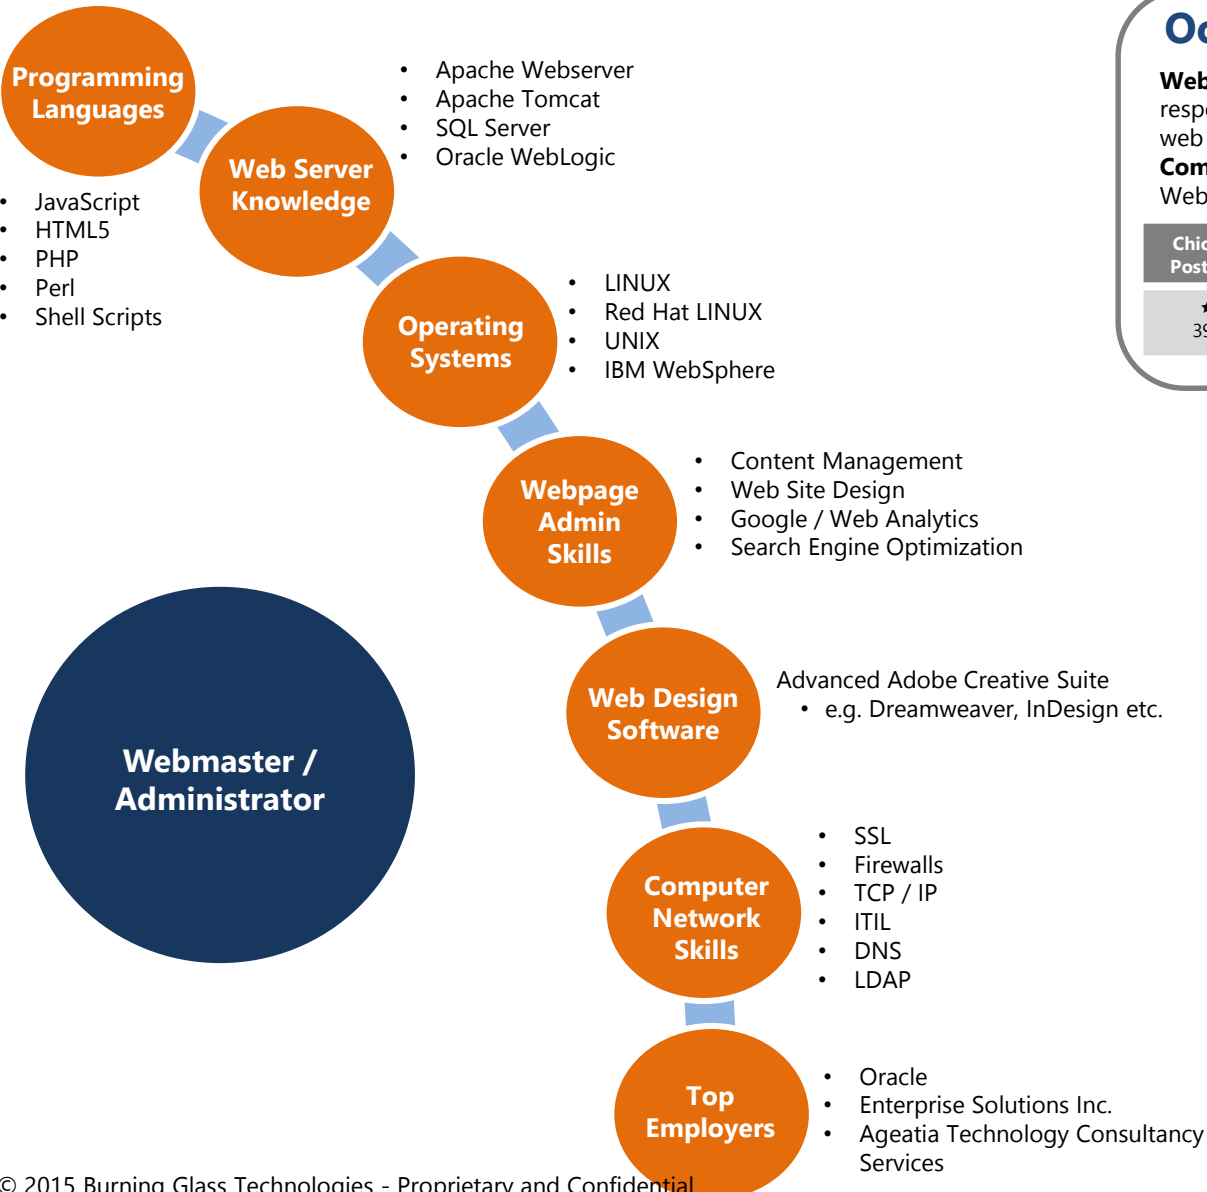 Programming
Languages
• JavaScript
• HTML5
• PHP
• Perl
• Shell Scripts
Web Server
Knowledge
• Apache Webserver
• Apache Tomcat
• SQL Server
• Oracle WebLogic
Operating
Systems
• LINUX
• Red Hat LINUX
• UNIX
• IBM WebSphere
Webpage
Admin
Skills
• Content Management
• Web Site Design
• Google / Web Analytics
• Search Engine Optimization
Web Design
Software
Advanced Adobe Creative Suite
• e.g. Dreamweaver, InDesign etc.
Computer
Network
Skills
• SSL
• Firewalls
• TCP / IP
• ITIL
• DNS
• LDAP
Top
Employers
• Oracle
• Enterprise Solutions Inc.
• Ageatia Technology Consultancy
Services
Webmaster /
Administrator
Web
web
Web
39
© 2015 Burning Glass Technologies - Proprietary and Confidential